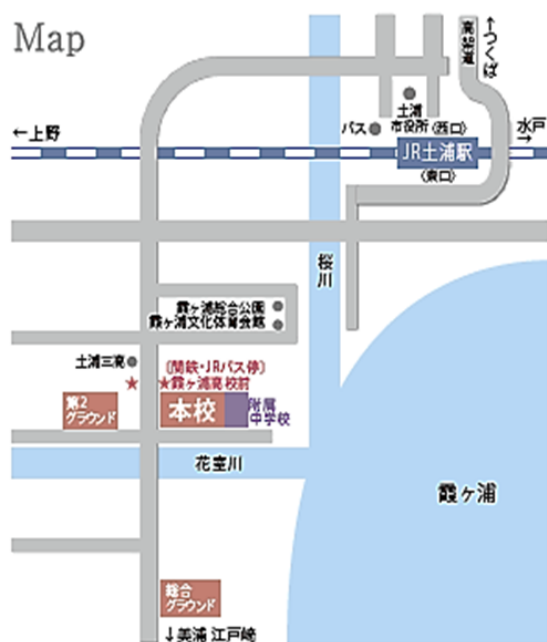 Map
高架道
←つくば
土浦
市役所
バス
(西口)
←上野
JR土浦駅
水戸→
(東口)
桜川
霞ヶ浦総合公園
霞ヶ浦文化体育会館
土浦三高
(関鉄・JRバス停)
★
★霞ヶ浦高校前
第2
グラウンド
本校
附属
中学校
花室川
霞ヶ浦
総合
グラウンド
↓美浦 江戸崎